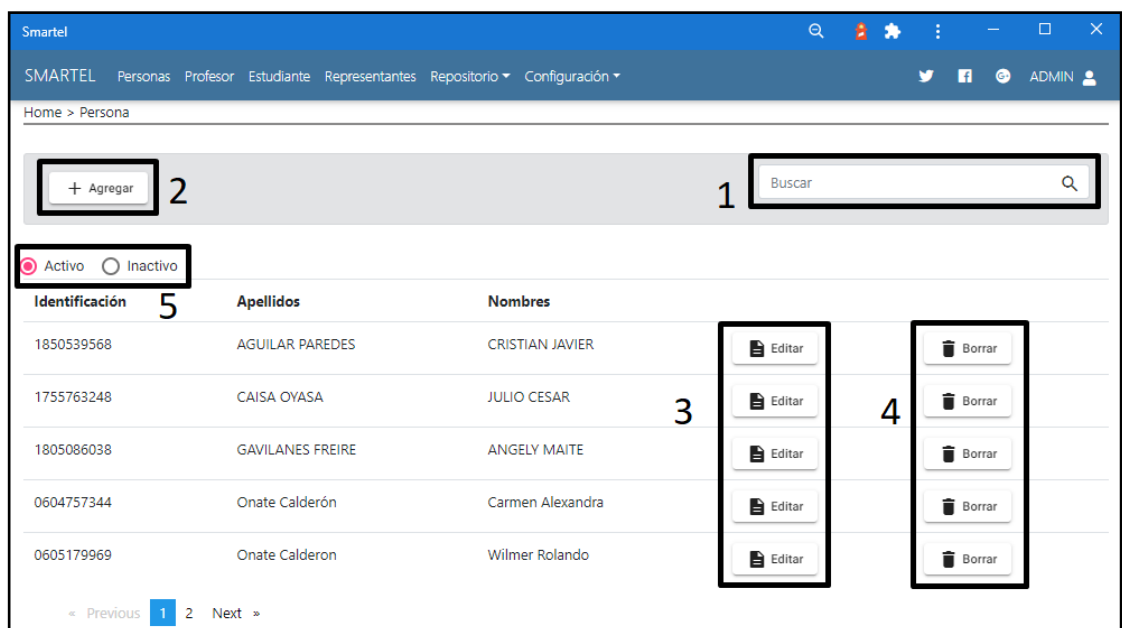 Smartel
SMARTEL Personas Profesor Estudiante Representantes Repositorio Configuración ADMIN
Home > Persona
+ Agregar 2 1 Buscar
Activo Inactivo
5
Identificación Apellidos Nombres
1850539568 AGUILAR PAREDES CRISTIAN JAVIER Editar Borrar
1755763248 CAISA OYASA JULIO CESAR 3 Editar 4 Borrar
1805086038 GAVILANES FREIRE ANGELY MAITE Editar Borrar
0604757344 Onate Calderón Carmen Alexandra Editar Borrar
0605179969 Onate Calderon Wilmer Rolando Editar Borrar
« Previous 1 2 Next »